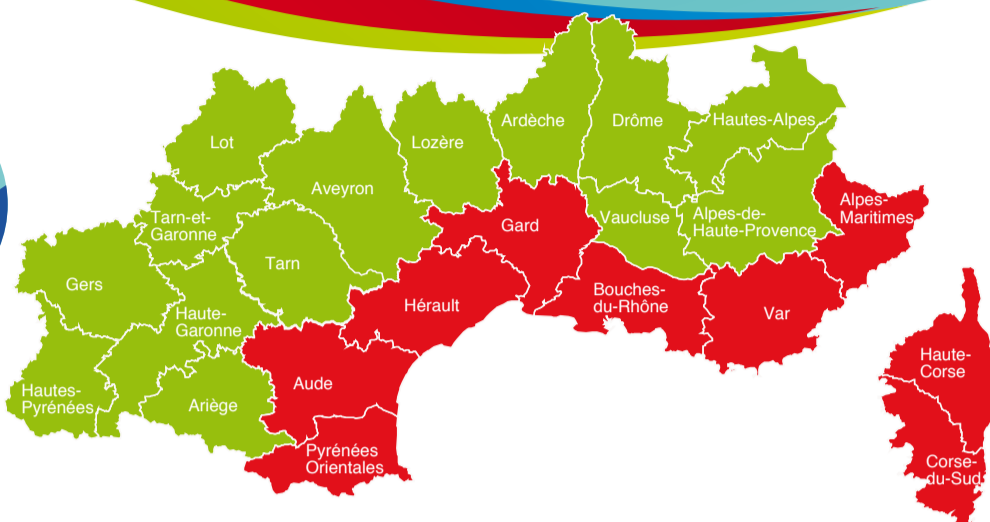 Ardèche
Drôme
Hautes-Alpes
Lot
Lozère
Aveyron
Tarn-et-
Garonne
Gard
Vaucluse
Alpes-de-
Haute-Provence
Alpes-
Maritimes
Gers
Tarn
Haute-
Garonne
Hérault
Bouches-
du-Rhône
Var
Hautes-
Pyrénées
Ariège
Aude
Pyrénées
Orientales
Haute-
Corse
Corse-
du-Sud